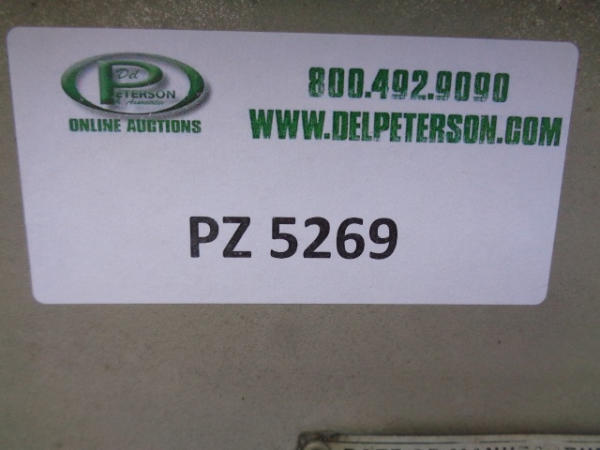 Del
PETERSON
& Associates
ONLINE AUCTIONS
800.492.9090
WWW.DELPETERSON.COM
PZ 5269